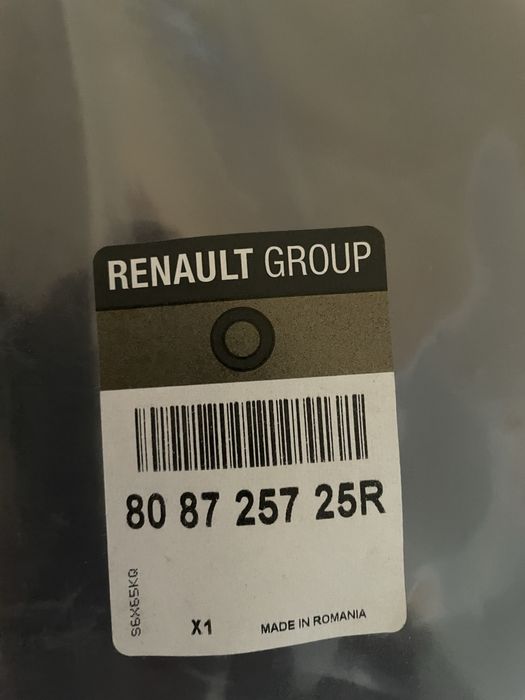 RENAULT GROUP
80 87 257 25R
S6X65KQ
X1
MADE IN ROMANIA